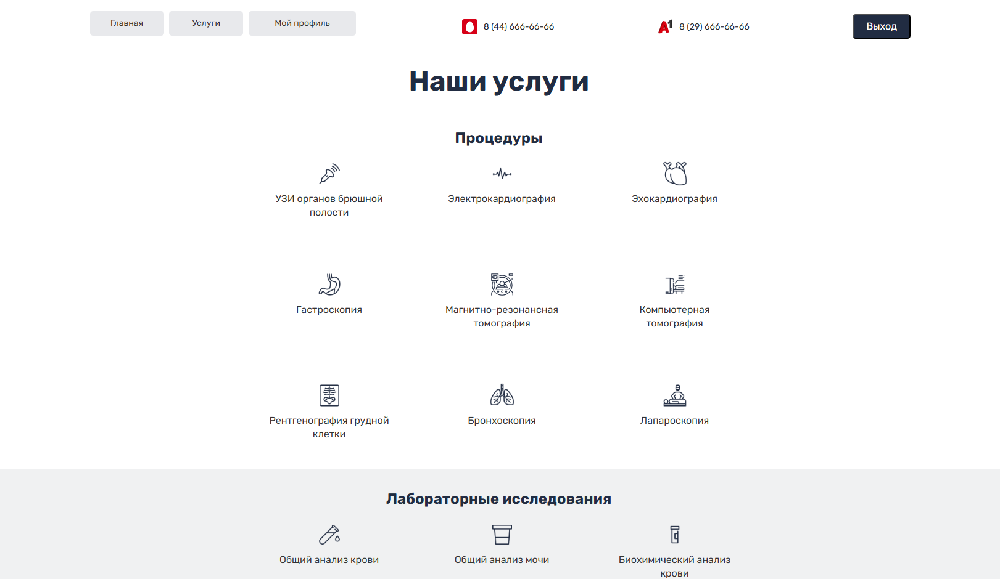 Главная Услуги Мой профиль 8 (44) 666-66-66 A1 8 (29) 666-66-66 Выход
Наши услуги
Процедуры
УЗИ органов брюшной
полости
Электрокардиография
Эхокардиография
Гастроскопия
Магнитно-резонансная
томография
Компьютерная
томография
Рентгенография грудной
клетки
Бронхоскопия
Лапароскопия
Лабораторные исследования
Общий анализ крови
Общий анализ мочи
Биохимический анализ
крови